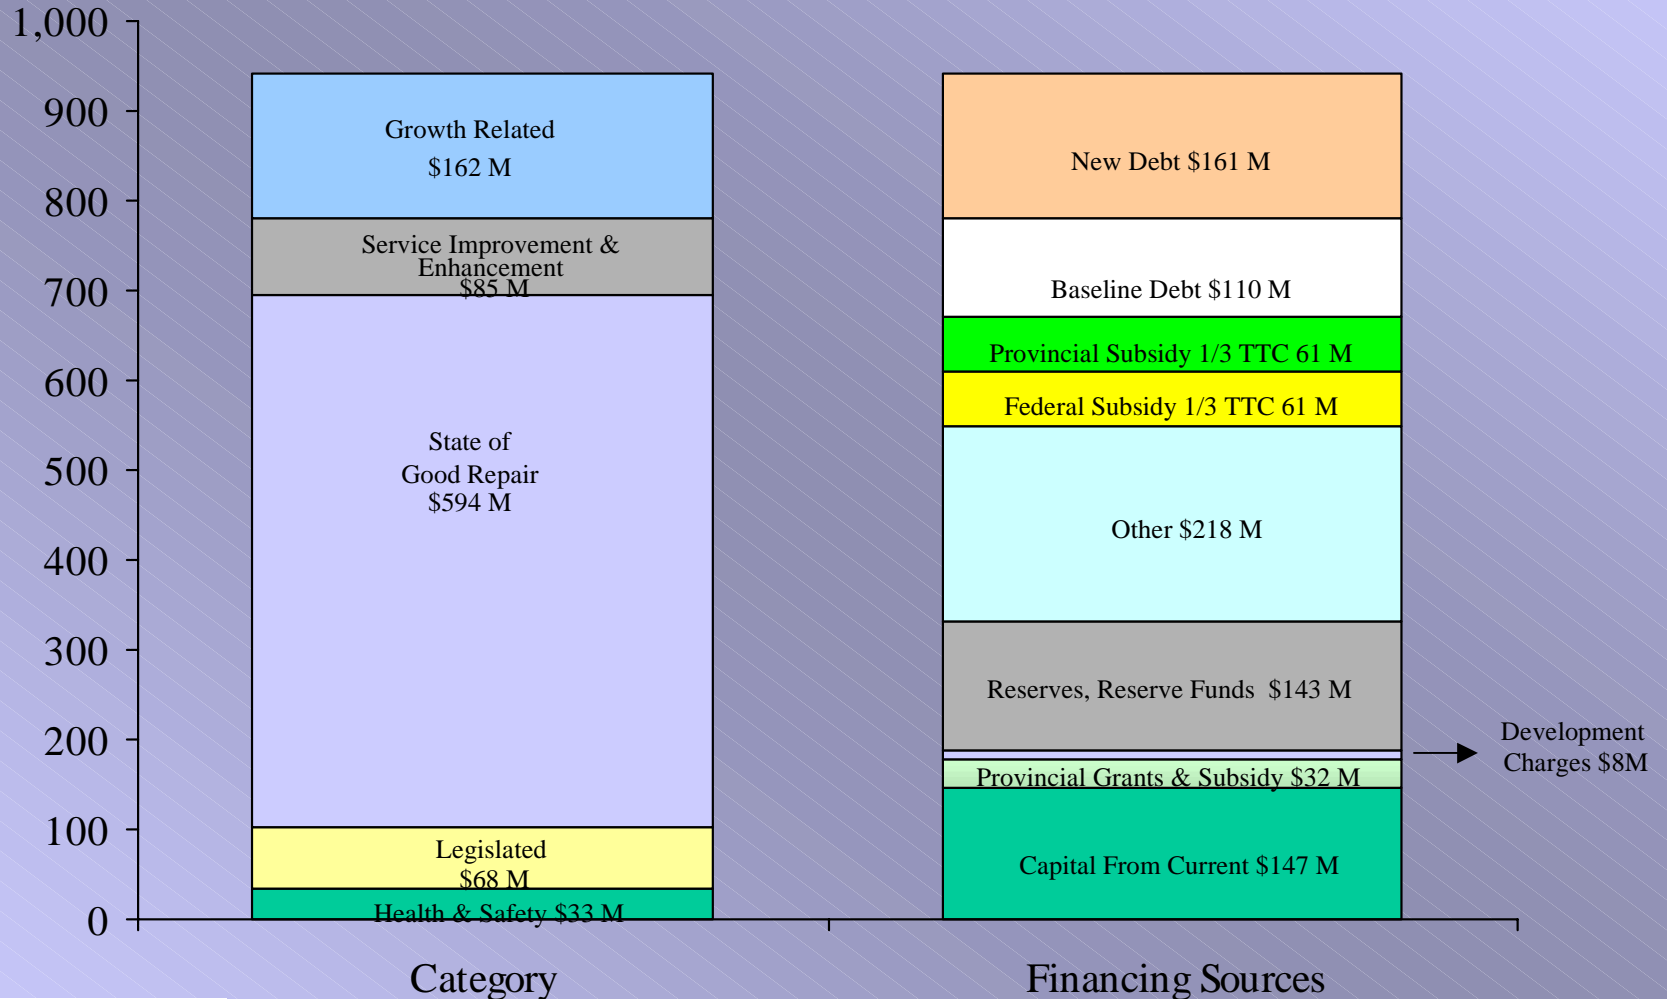 1,000
900
800
700
600
500
400
300
200
100
0
Growth Related
$162 M
Service Improvement &
Enhancement
$85 M
State of
Good Repair
$594 M
Legislated
$68 M
Health & Safety $33 M
Category
New Debt $161 M
Baseline Debt $110 M
Provincial Subsidy 1/3 TTC 61 M
Federal Subsidy 1/3 TTC 61 M
Other $218 M
Reserves, Reserve Funds $143 M
Development
Charges $8M
Provincial Grants & Subsidy $32 M
Capital From Current $147 M
Financing Sources